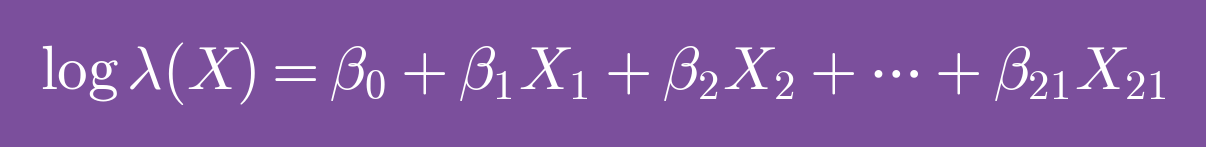 log λ(X) = β₀ + β₁X₁ + β₂X₂ + ⋯ + β₂₁X₂₁